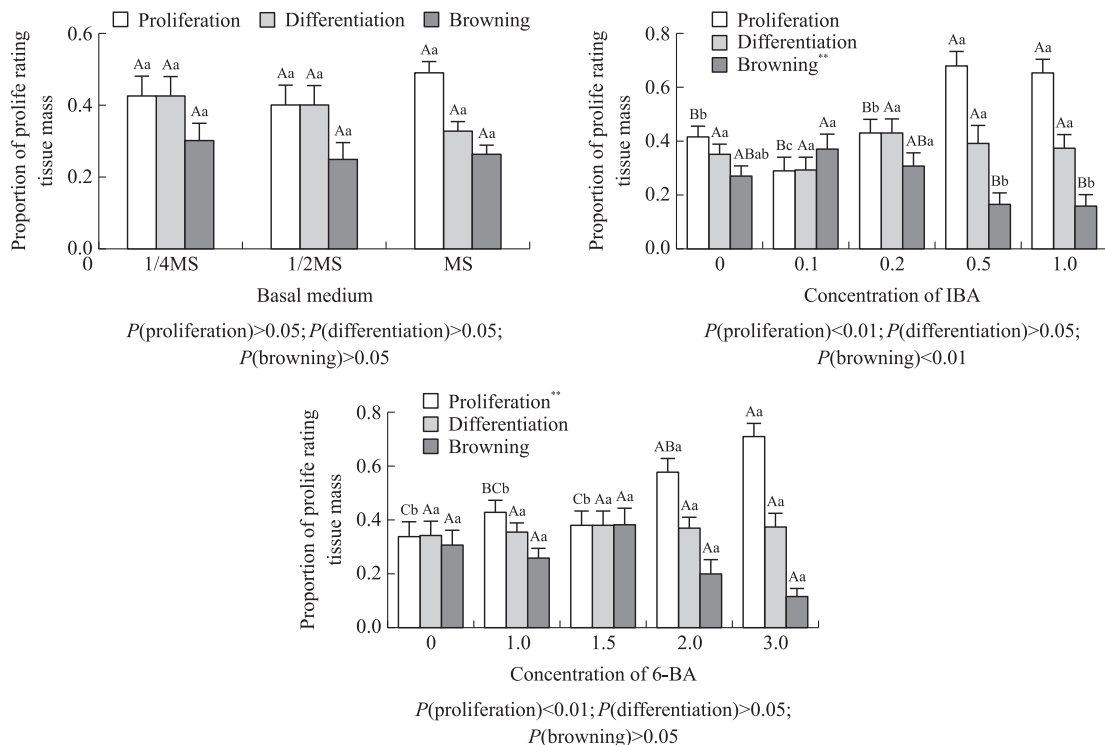 Proliferation Differentiation Browning
Proportion of prolife rating
tissue mass
0.6
0.4
0.2
0.0
0
Aa Aa Aa
Aa Aa Aa
Aa Aa Aa
1/4MS 1/2MS MS
Basal medium
P(proliferation)>0.05; P(differentiation)>0.05;
P(browning)>0.05
Proliferation
Differentiation
Browning**
Proportion of prolife rating
tissue mass
0.8
0.6
0.4
0.2
0.0
Bb Aa ABab
Bc Aa Aa
Bb Aa ABa
Aa Aa Bb
Aa Aa Bb
0 0.1 0.2 0.5 1.0
Concentration of IBA
P(proliferation)<0.01; P(differentiation)>0.05;
P(browning)<0.01
Proliferation**
Differentiation
Browning
Proportion of prolife rating
tissue mass
0.8
0.6
0.4
0.2
0.0
Cb Aa Aa
BCb Aa Aa
Cb Aa Aa
ABa Aa Aa
Aa Aa Aa
0 1.0 1.5 2.0 3.0
Concentration of 6-BA
P(proliferation)<0.01; P(differentiation)>0.05;
P(browning)>0.05